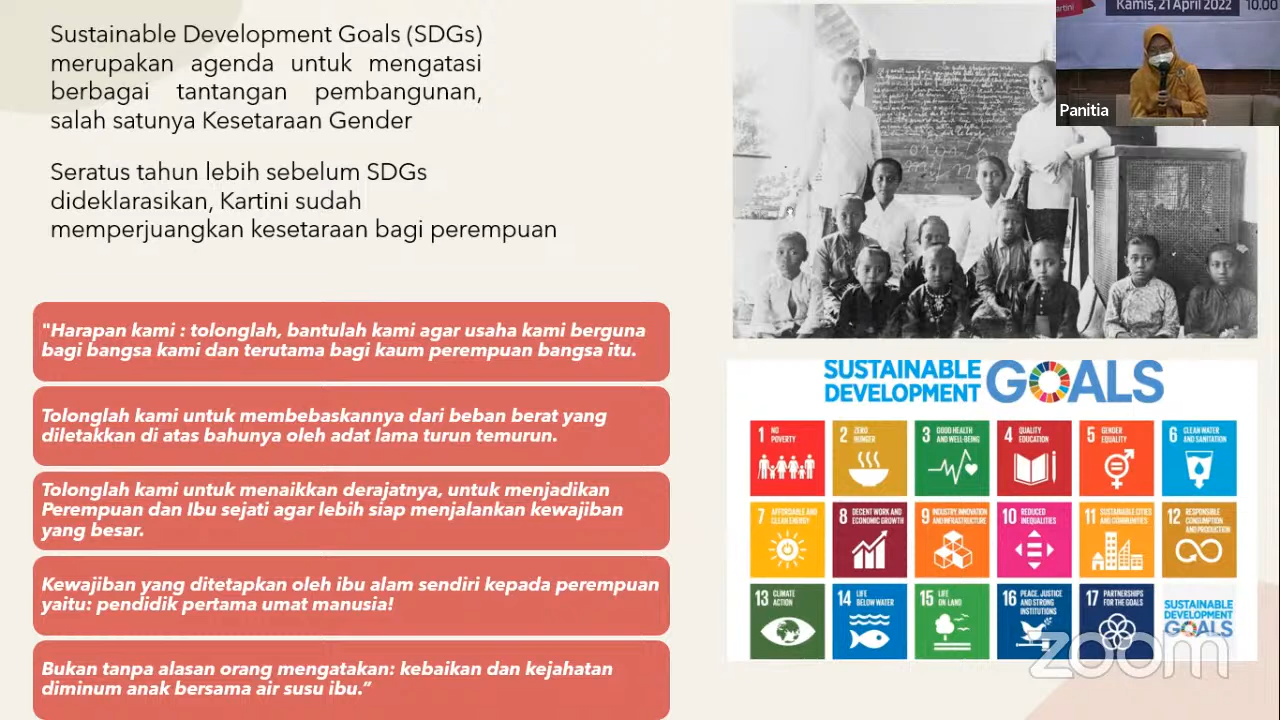 Sustainable Development Goals (SDGs)
merupakan agenda untuk mengatasi
berbagai tantangan pembangunan,
salah satunya Kesetaraan Gender
Seratus tahun lebih sebelum SDGs
dideklarasikan, Kartini sudah
memperjuangkan kesetaraan bagi perempuan
"Harapan kami : tolonglah, bantulah kami agar usaha kami berguna
bagi bangsa kami dan terutama bagi kaum perempuan bangsa itu.
Tolonglah kami untuk membebaskannya dari beban berat yang
diletakkan di atas bahunya oleh adat lama turun temurun.
Tolonglah kami untuk menaikkan derajatnya, untuk menjadikan
Perempuan dan Ibu sejati agar lebih siap menjalankan kewajiban
yang besar.
Kewajiban yang ditetapkan oleh ibu alam sendiri kepada perempuan
yaitu: pendidik pertama umat manusia!
Bukan tanpa alasan orang mengatakan: kebaikan dan kejahatan
diminum anak bersama air susu ibu.”
Kamis, 21 April 2022
10.00
Panitia
SUSTAINABLE
DEVELOPMENT
GOALS
1 NO
POVERTY
2 ZERO
HUNGER
3 GOOD HEALTH
AND WELL-BEING
4 QUALITY
EDUCATION
5 GENDER
EQUALITY
6 CLEAN WATER
AND SANITATION
7 AFFORDABLE AND
CLEAN ENERGY
8 DECENT WORK AND
ECONOMIC GROWTH
9 INDUSTRY, INNOVATION
AND INFRASTRUCTURE
10 REDUCED
INEQUALITIES
11 SUSTAINABLE CITIES
AND COMMUNITIES
12 RESPONSIBLE
CONSUMPTION
AND PRODUCTION
13 CLIMATE
ACTION
14 LIFE
BELOW WATER
15 LIFE
ON LAND
16 PEACE, JUSTICE
AND STRONG
INSTITUTIONS
17 PARTNERSHIPS
FOR THE GOALS
SUSTAINABLE
DEVELOPMENT
GOALS
zoom